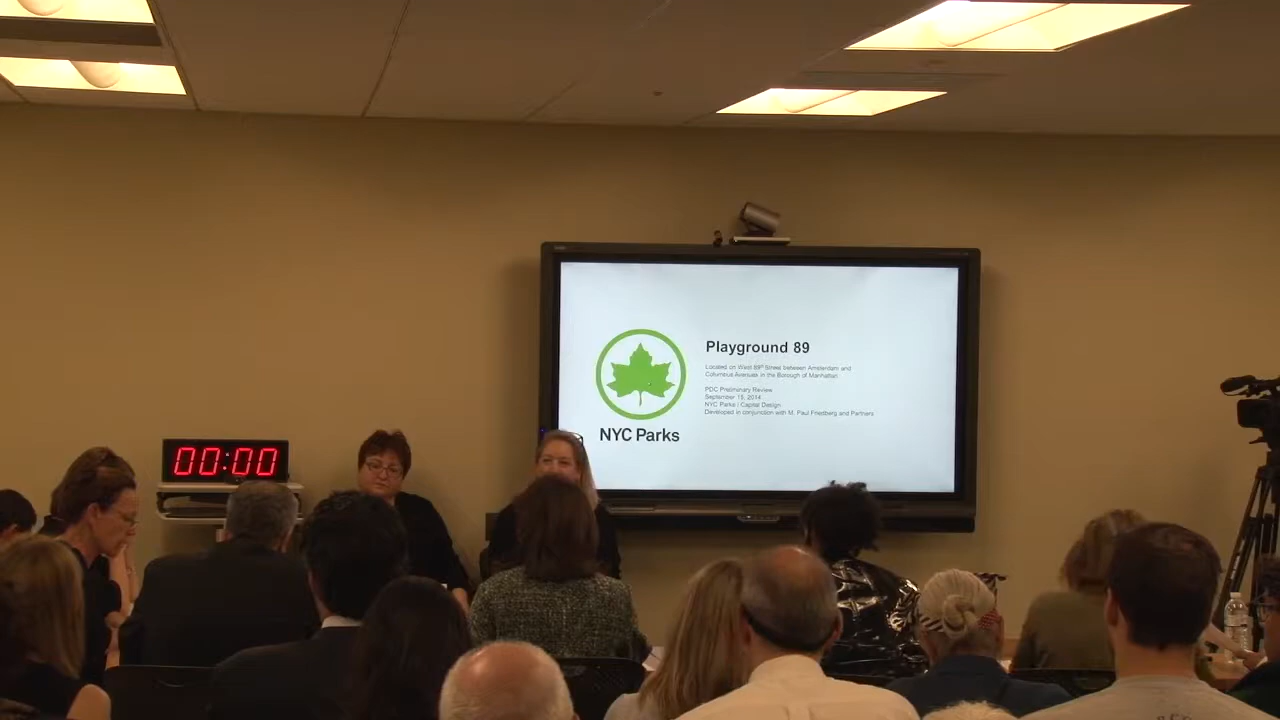 Playground 89
Located on West 89th Street between Amsterdam and
Columbus Avenues in the Borough of Manhattan
PDC Preliminary Review
September 15, 2014
NYC Parks / Capital Design
Developed in conjunction with M. Paul Friedberg and Partners
NYC Parks
00:00